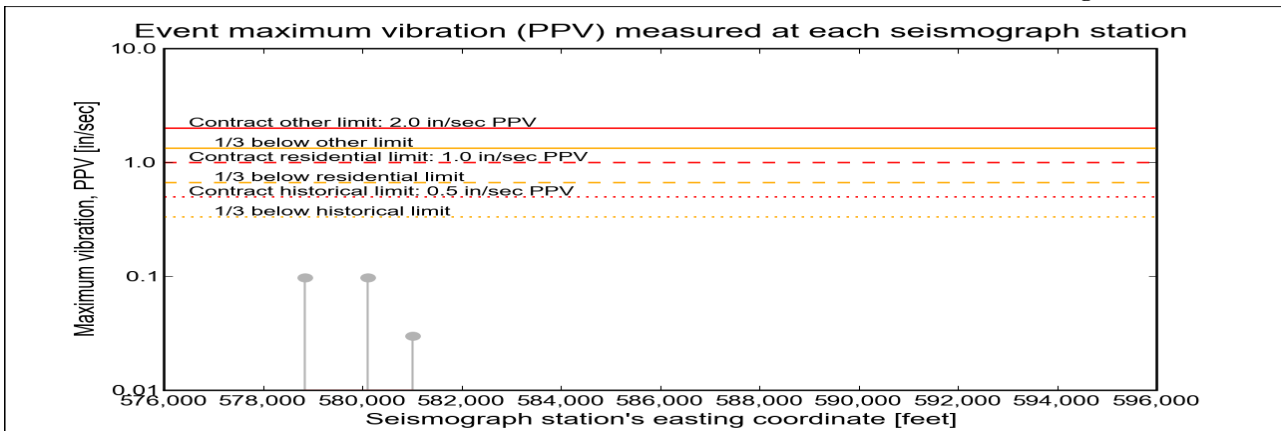 Event maximum vibration (PPV) measured at each seismograph station
10.0
Maximum vibration, PPV [in/sec]
Contract other limit: 2.0 in/sec PPV
1/3 below other limit
1.0
Contract residential limit: 1.0 in/sec PPV
1/3 below residential limit
Contract historical limit: 0.5 in/sec PPV
1/3 below historical limit
0.1
0.01
576,000 578,000 580,000 582,000 584,000 586,000 588,000 590,000 592,000 594,000 596,000
Seismograph station's easting coordinate [feet]